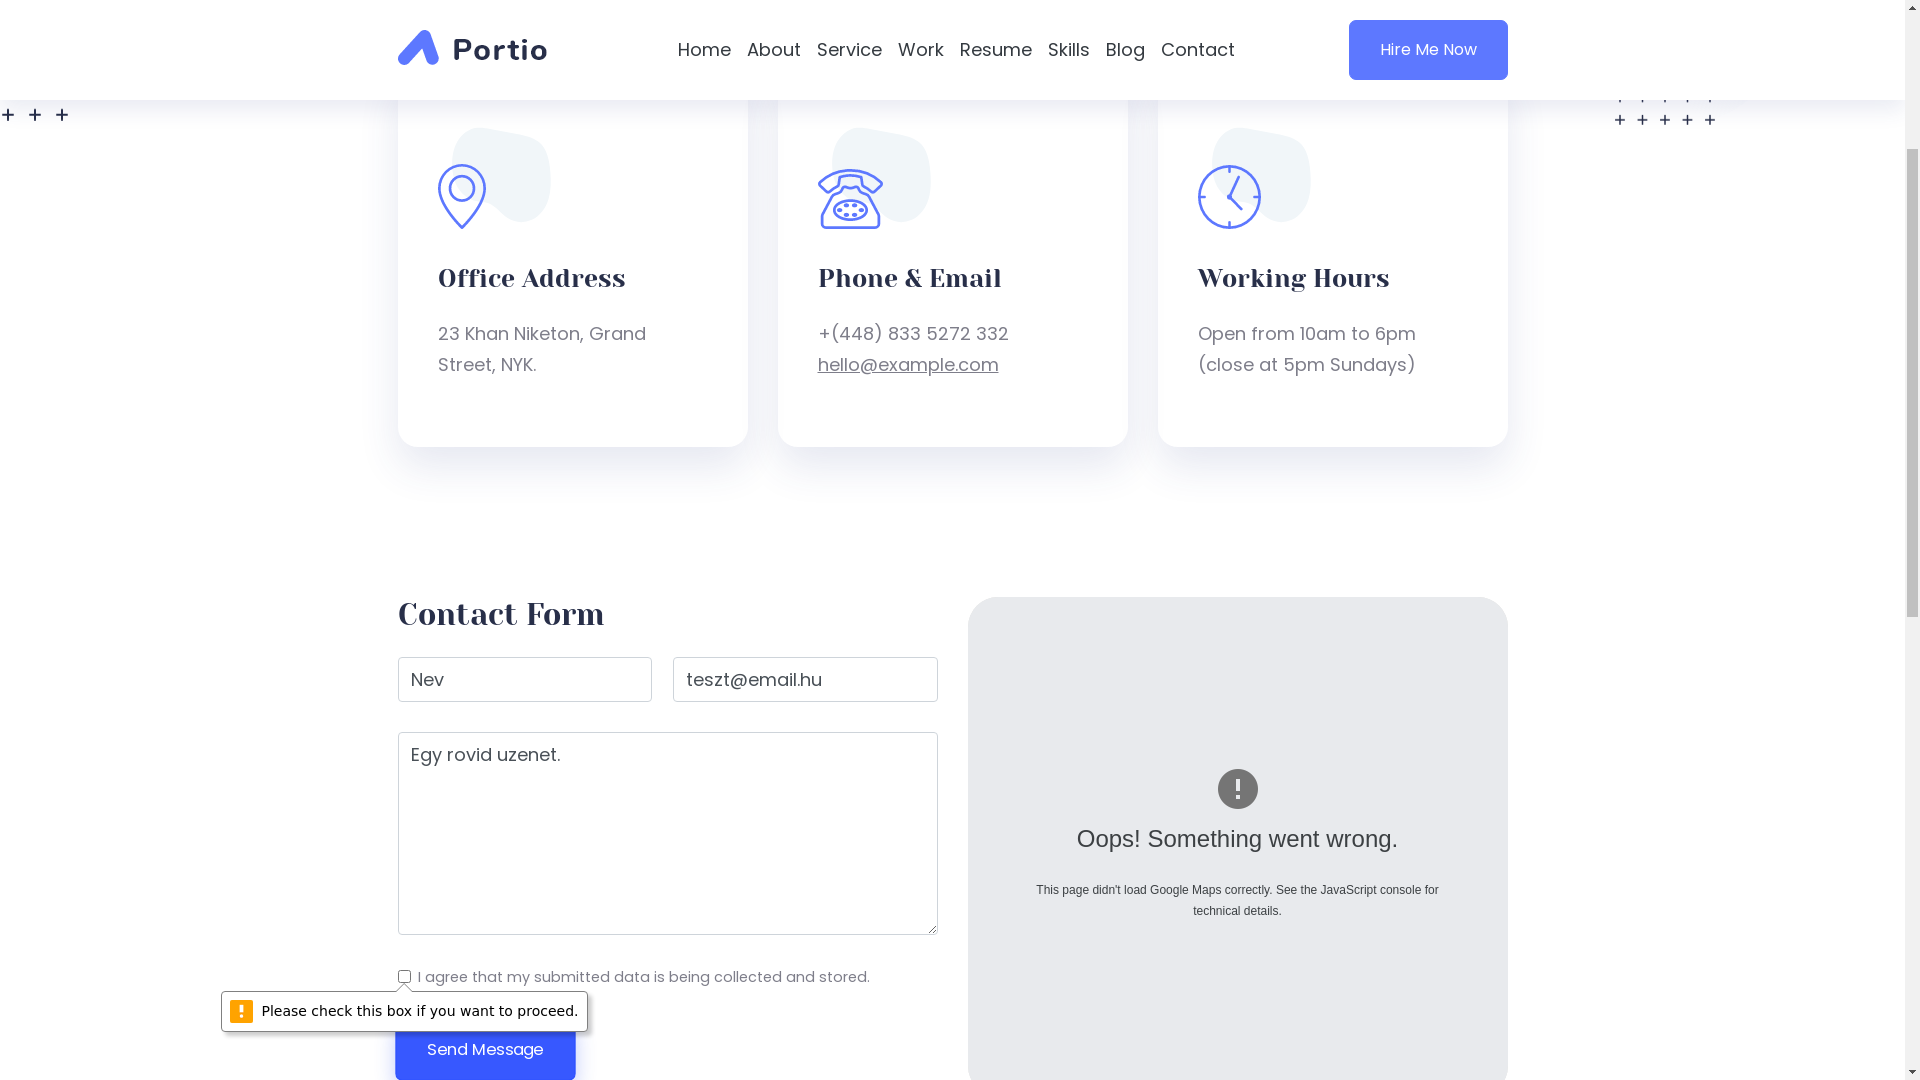 Portio
Home About Service Work Resume Skills Blog Contact
Hire Me Now
Office Address
23 Khan Niketon, Grand
Street, NYK.
Phone & Email
+(448) 833 5272 332
hello@example.com
Working Hours
Open from 10am to 6pm
(close at 5pm Sundays)
Contact Form
Nev
teszt@email.hu
Egy rovid uzenet.
I agree that my submitted data is being collected and stored.
Please check this box if you want to proceed.
Send Message
Oops! Something went wrong.
This page didn't load Google Maps correctly. See the JavaScript console for
technical details.